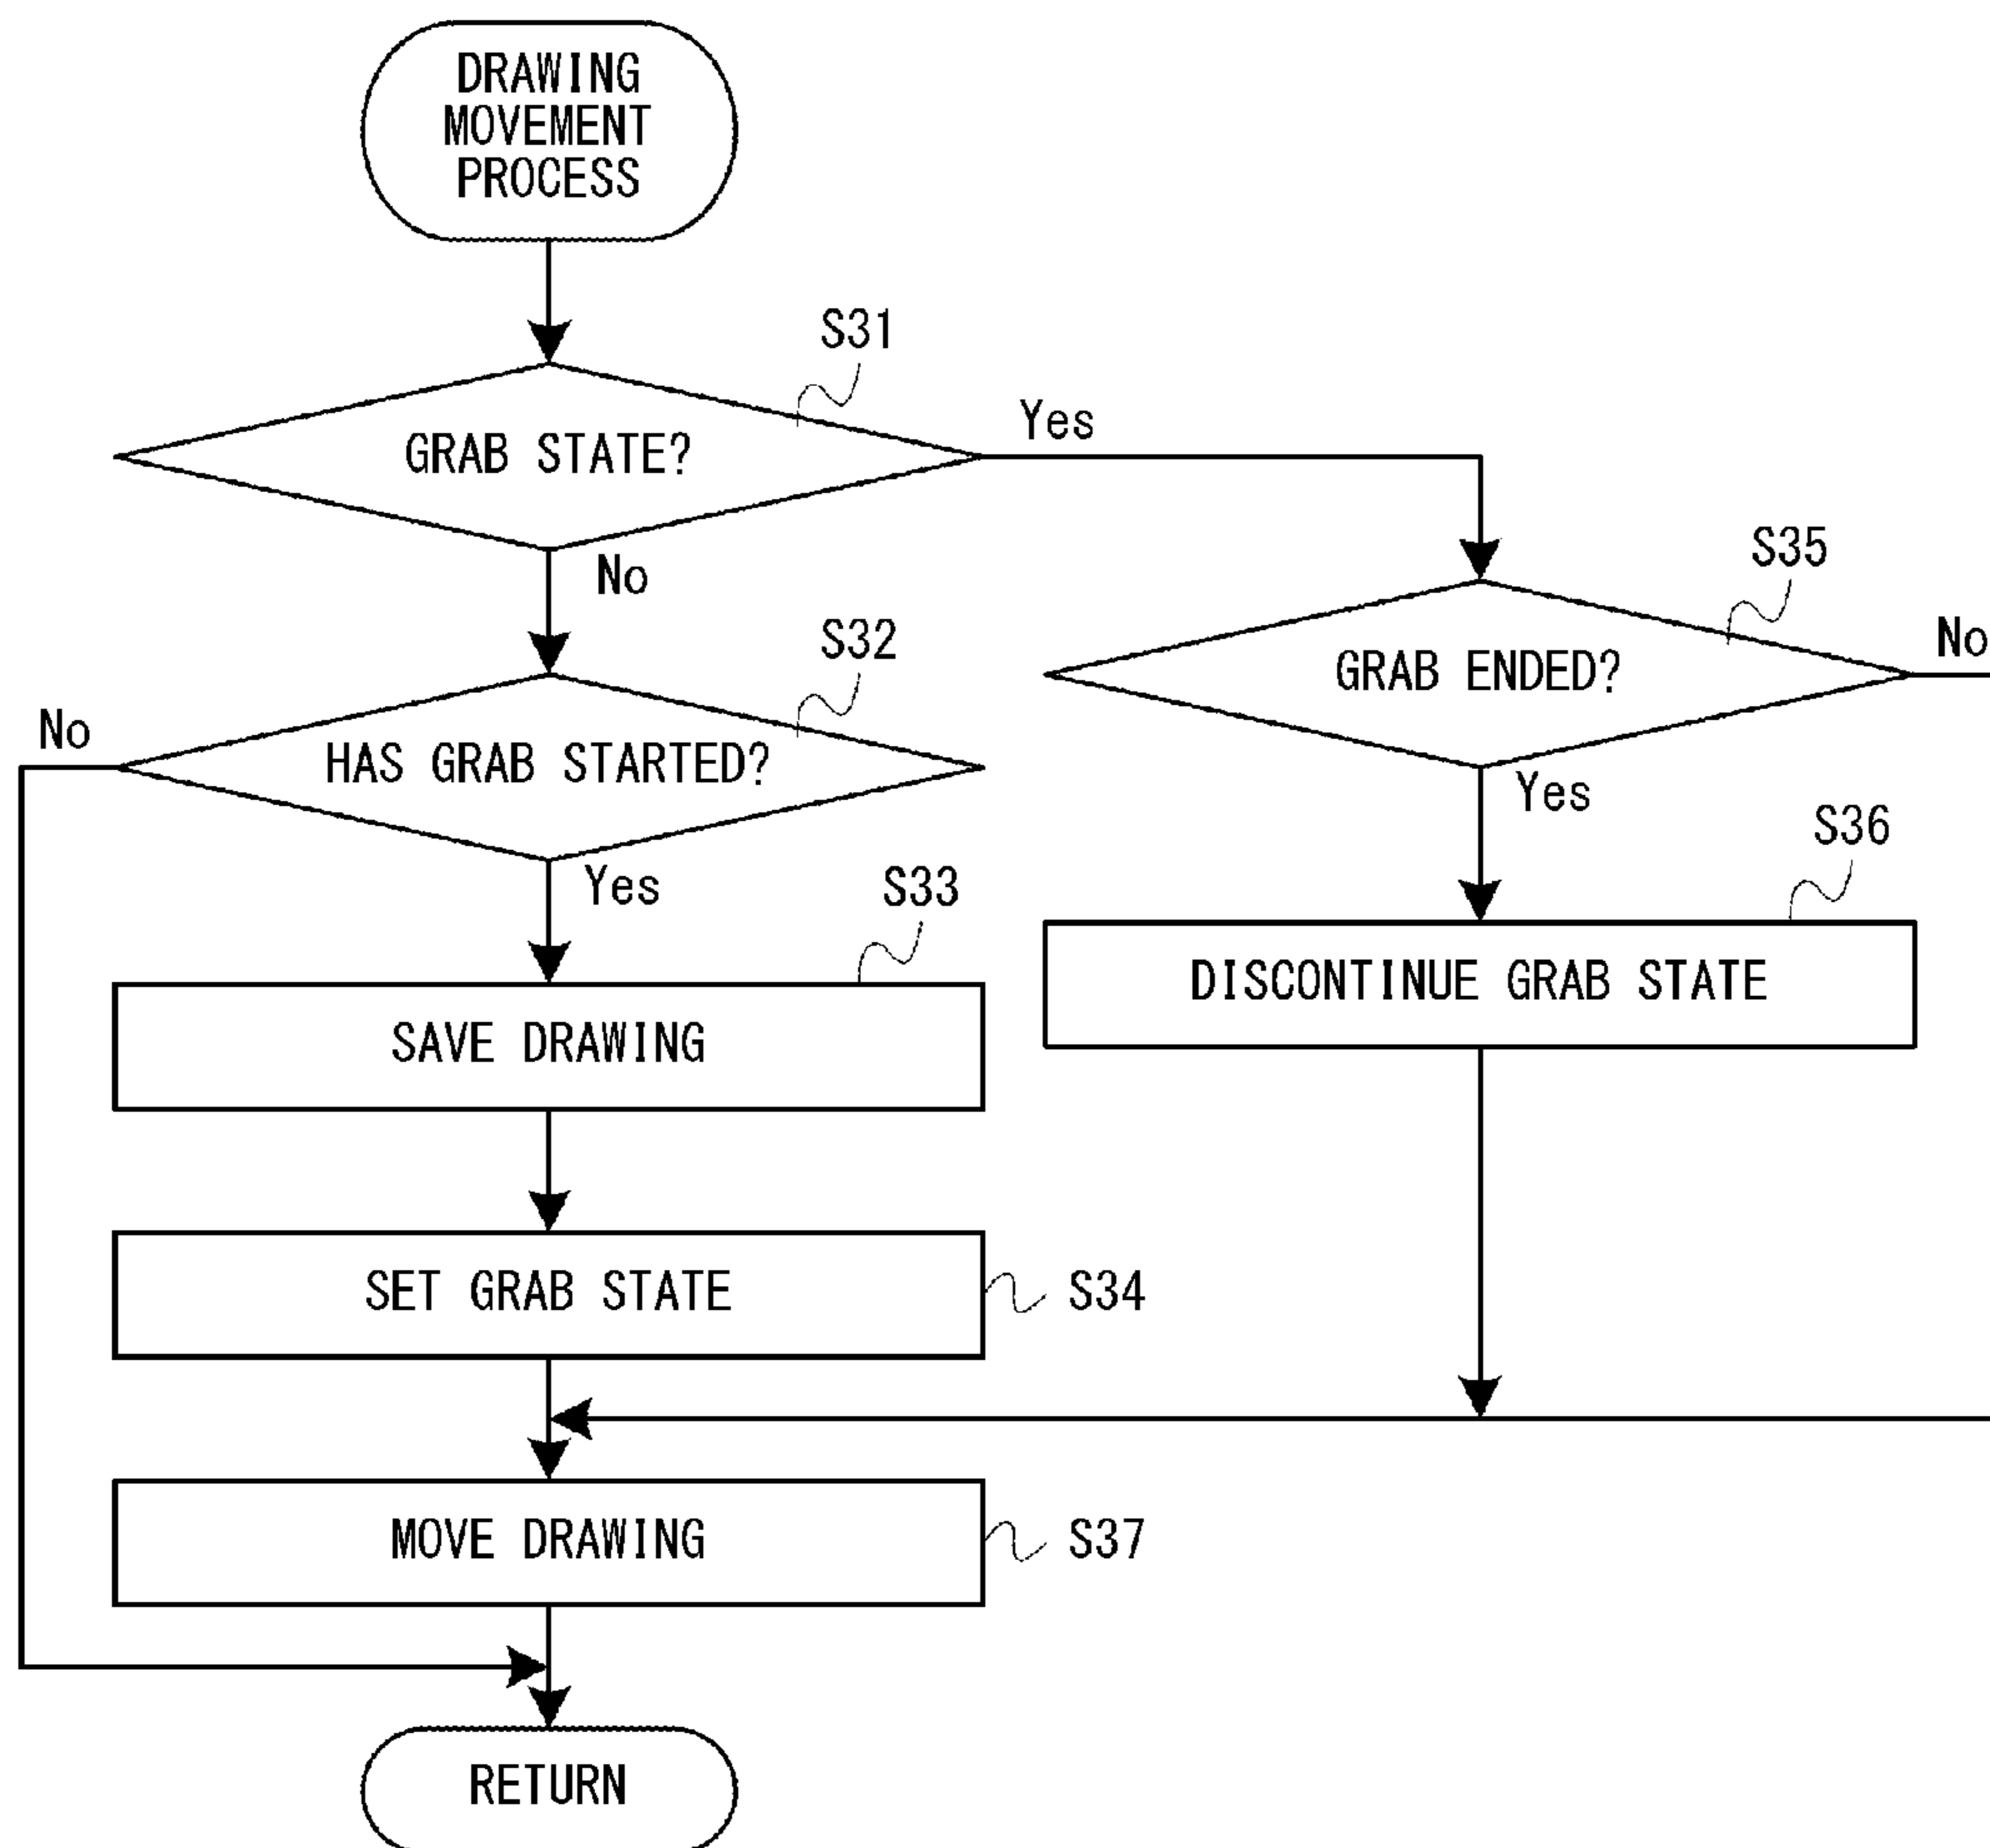 DRAWING
MOVEMENT
PROCESS
S31
GRAB STATE?
Yes
No
S32
HAS GRAB STARTED?
No
Yes
S33
SAVE DRAWING
SET GRAB STATE
S34
S35
GRAB ENDED?
No
Yes
S36
DISCONTINUE GRAB STATE
MOVE DRAWING
S37
RETURN